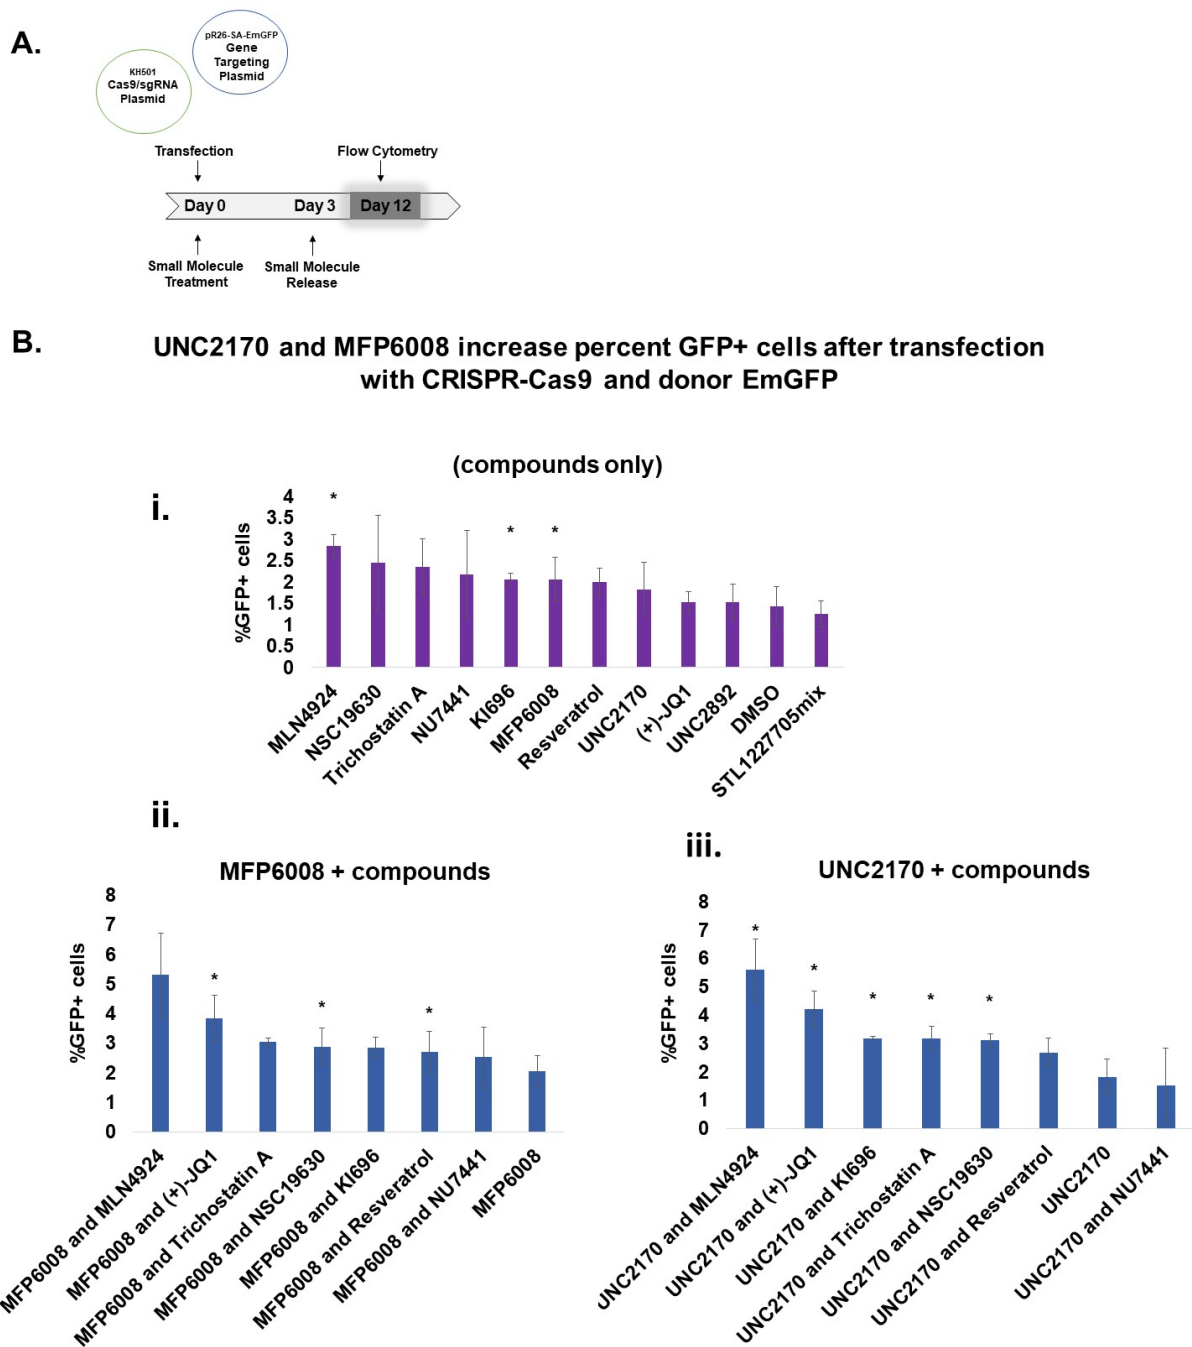 A.
pR26-SA-EmGFP
Gene
Targeting
Plasmid
KH501
Cas9/sgRNA
Plasmid
Transfection
Flow Cytometry
Day 0
Day 3
Day 12
Small Molecule
Treatment
Small Molecule
Release
B.
UNC2170 and MFP6008 increase percent GFP+ cells after transfection
with CRISPR-Cas9 and donor EmGFP
(compounds only)
i.
%GFP+ cells
4
3.5
3
2.5
2
1.5
1
0.5
0
*
*
*
MLN4924
NSC19630
Trichostatin A
NU7441
KI696
MFP6008
Resveratrol
UNC2170
(+)-JQ1
UNC2892
DMSO
STL1227705mix
ii.
MFP6008 + compounds
%GFP+ cells
8
7
6
5
4
3
2
1
0
*
*
*
MFP6008 and MLN4924
MFP6008 and (+)-JQ1
MFP6008 and Trichostatin A
MFP6008 and NSC19630
MFP6008 and KI696
MFP6008 and Resveratrol
MFP6008 and NU7441
MFP6008
iii.
UNC2170 + compounds
%GFP+ cells
8
7
6
5
4
3
2
1
0
*
*
*
*
*
UNC2170 and MLN4924
UNC2170 and (+)-JQ1
UNC2170 and KI696
UNC2170 and Trichostatin A
UNC2170 and NSC19630
UNC2170 and Resveratrol
UNC2170
UNC2170 and NU7441